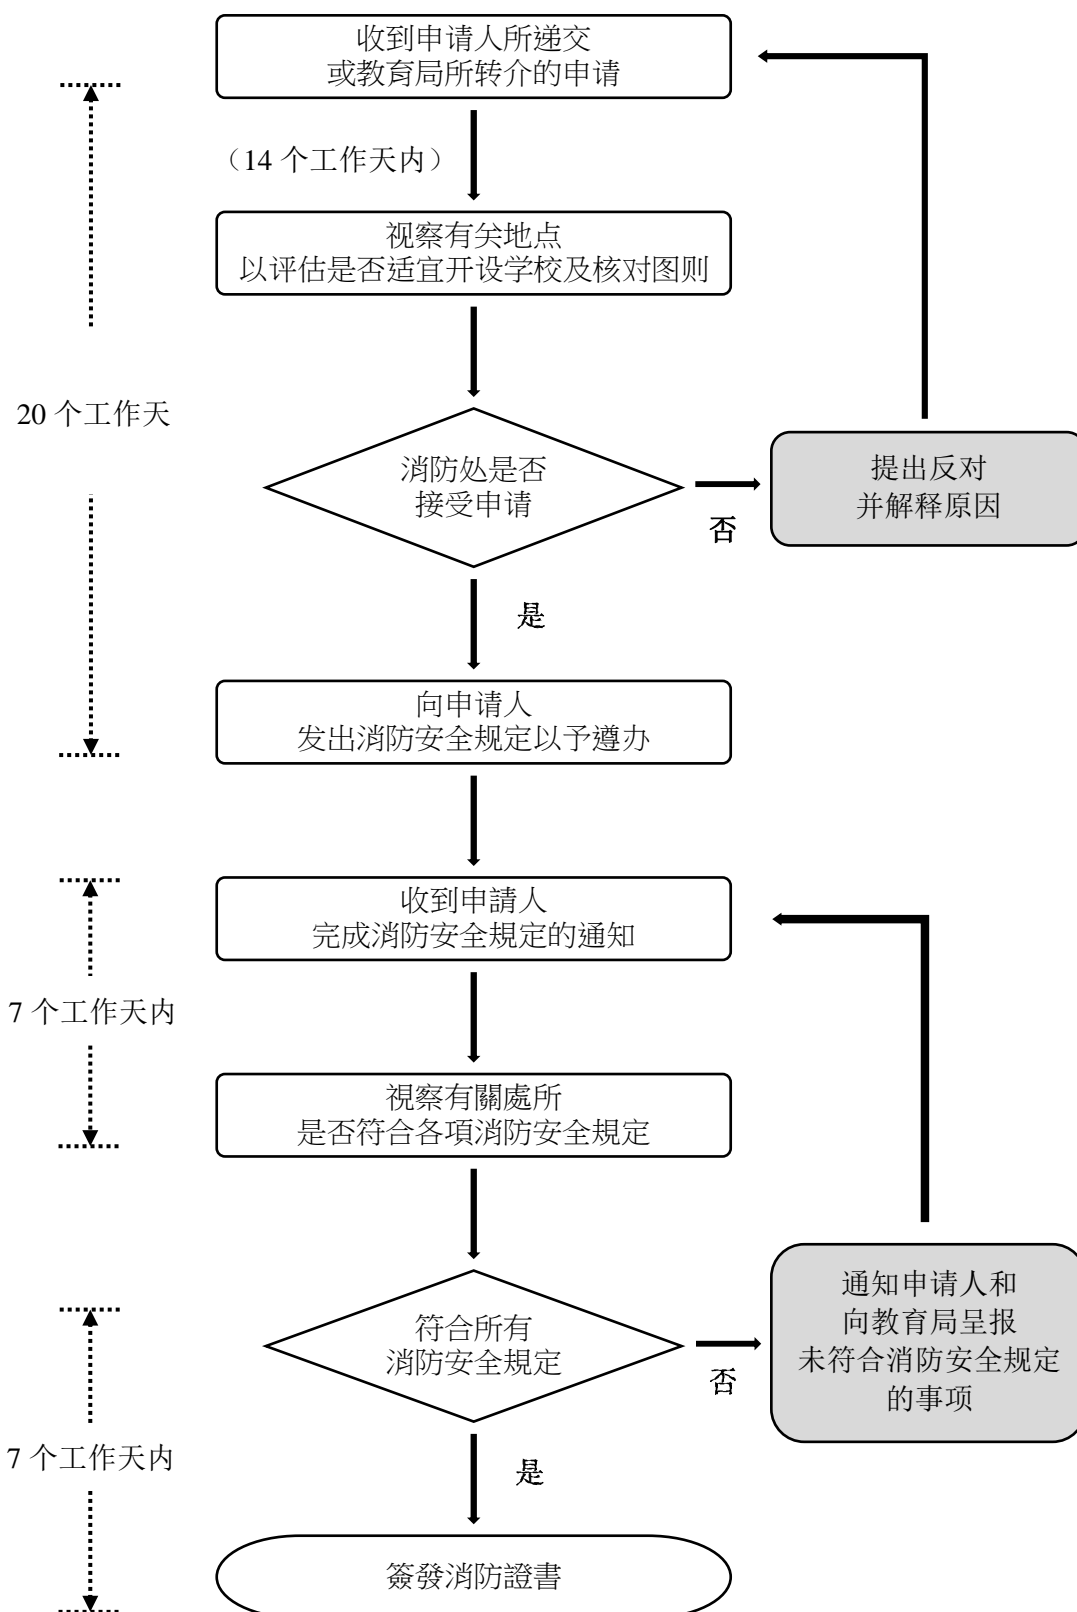 收到申请人所递交
或教育局所转介的申请
（14 个工作天内）
视察有关地点
以评估是否适宜开设学校及核对图则
20 个工作天
消防处是否
接受申请
否
提出反对
并解释原因
是
向申请人
发出消防安全规定以予遵办
收到申請人
完成消防安全規定的通知
7 个工作天内
視察有關處所
是否符合各項消防安全規定
符合所有
消防安全規定
否
通知申请人和
向教育局呈报
未符合消防安全规定
的事项
7 个工作天内
是
簽發消防證書